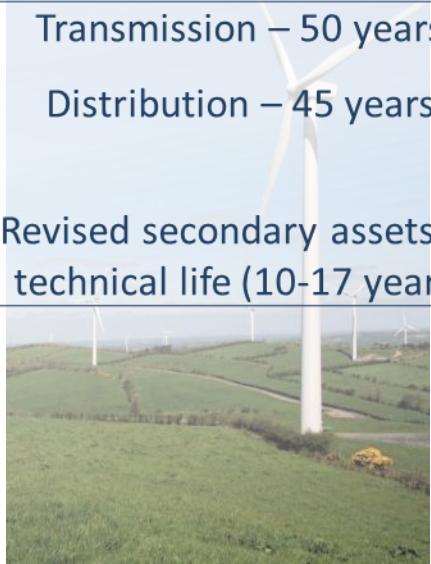 Transmission – 50 years
Distribution – 45 years
Revised secondary assets
technical life (10-17 year